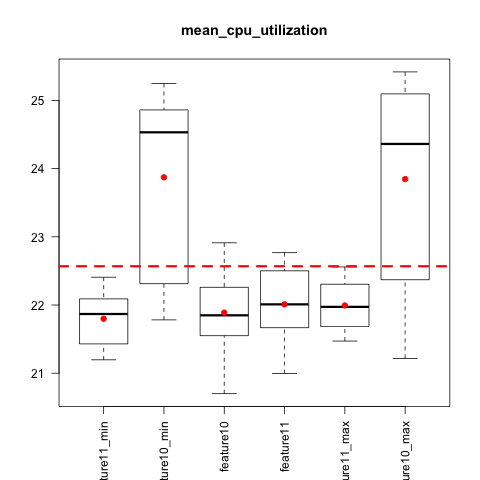 mean_cpu_utilization
25
24
23
22
21
ture11_min
ture10_min
feature10
feature11
ure11_max
ure10_max